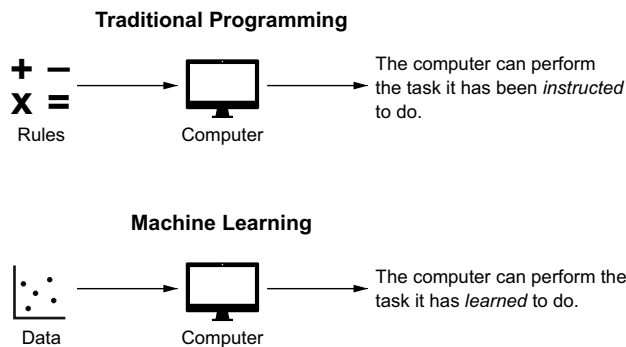 Traditional Programming
+ −
x =
Rules
Computer
The computer can perform
the task it has been instructed
to do.
Machine Learning
Data
Computer
The computer can perform the
task it has learned to do.